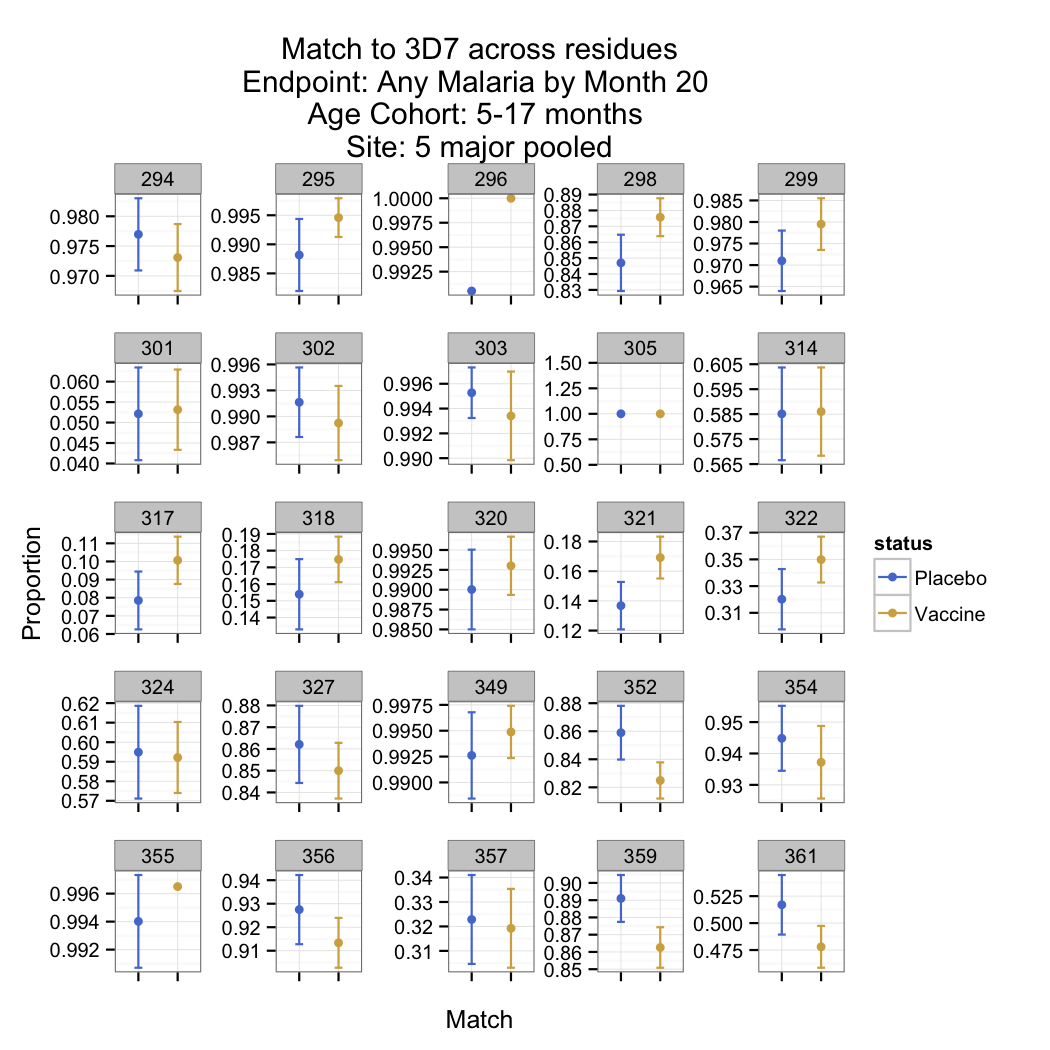 Match to 3D7 across residues
Endpoint: Any Malaria by Month 20
Age Cohort: 5-17 months
Site: 5 major pooled
294 295 296 298 299
0.980 0.975 0.970
0.995 0.990 0.985
1.0000 0.9975 0.9950 0.9925
0.89 0.88 0.87 0.86 0.85 0.84 0.83
0.985 0.980 0.975 0.970 0.965
301 302 303 305 314
0.060 0.055 0.050 0.045 0.040
0.996 0.993 0.990 0.987
0.996 0.994 0.992 0.990
1.50 1.25 1.00 0.75 0.50
0.605 0.595 0.585 0.575 0.565
317 318 320 321 322
0.11 0.10 0.09 0.08 0.07 0.06
0.19 0.18 0.17 0.16 0.15 0.14
0.9950 0.9925 0.9900 0.9875 0.9850
0.18 0.16 0.14 0.12
0.37 0.35 0.33 0.31
324 327 349 352 354
0.62 0.61 0.60 0.59 0.58 0.57
0.88 0.87 0.86 0.85 0.84
0.9975 0.9950 0.9925 0.9900
0.88 0.86 0.84 0.82
0.95 0.94 0.93
355 356 357 359 361
0.996 0.994 0.992
0.94 0.93 0.92 0.91
0.34 0.33 0.32 0.31
0.90 0.89 0.88 0.87 0.86 0.85
0.525 0.500 0.475
Proportion
Match
status
Placebo
Vaccine